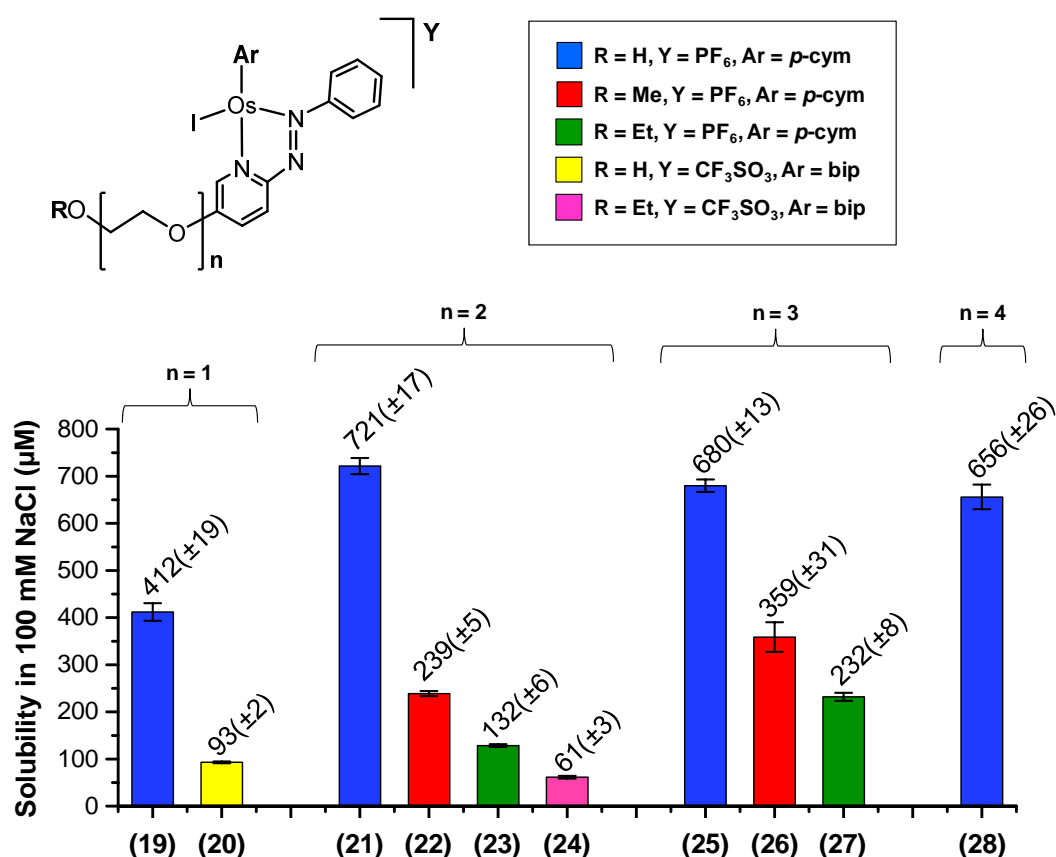 Ar
Y
Os
I
N
N
N
N
RO
O
n
R = H, Y = PF₆, Ar = p-cym
R = Me, Y = PF₆, Ar = p-cym
R = Et, Y = PF₆, Ar = p-cym
R = H, Y = CF₃SO₃, Ar = bip
R = Et, Y = CF₃SO₃, Ar = bip
n = 1
n = 2
n = 3
n = 4
Solubility in 100 mM NaCl (µM)
800
700
600
500
400
300
200
100
0
412(±19)
93(±2)
721(±17)
239(±5)
132(±6)
61(±3)
680(±13)
359(±31)
232(±8)
656(±26)
(19) (20) (21) (22) (23) (24) (25) (26) (27) (28)